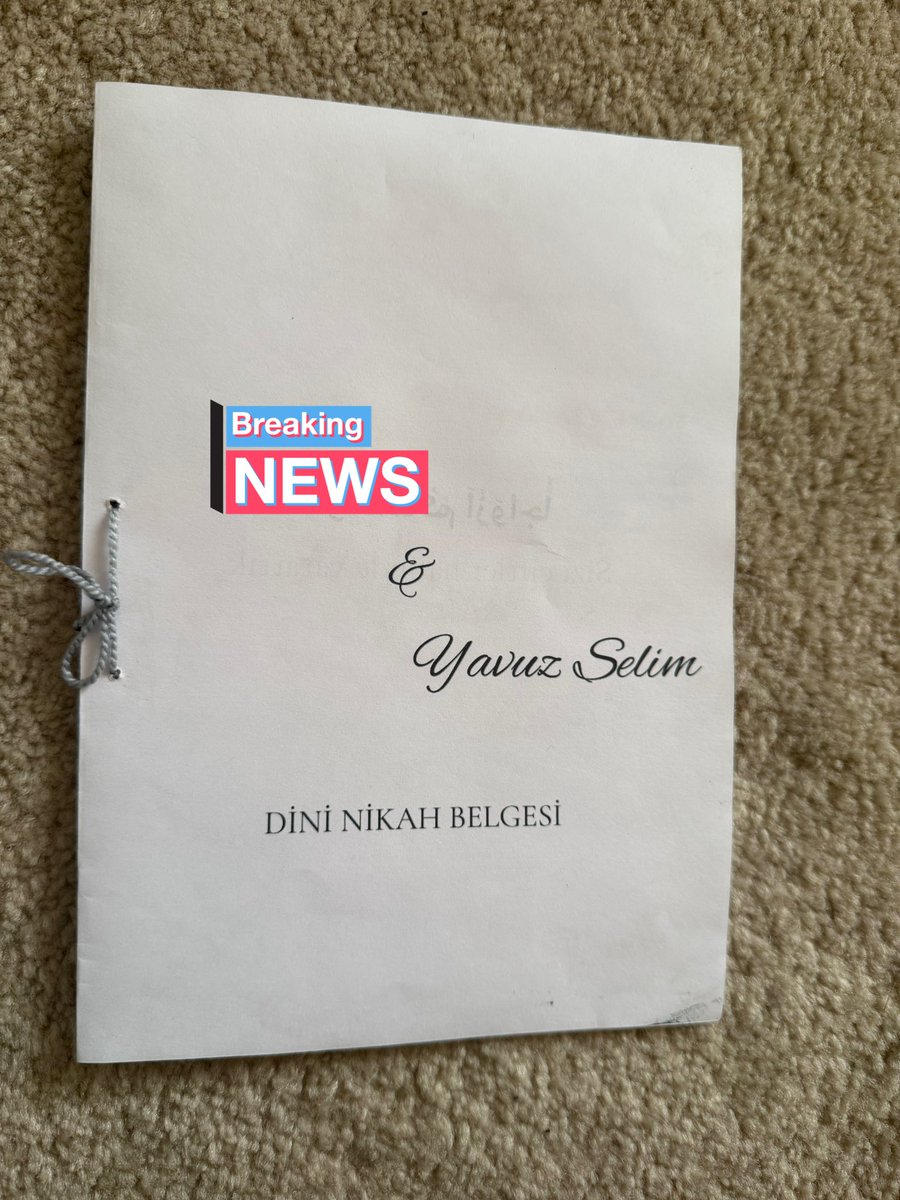 Breaking
NEWS
&
Yavuz Selim
DİNİ NİKAH BELGESİ